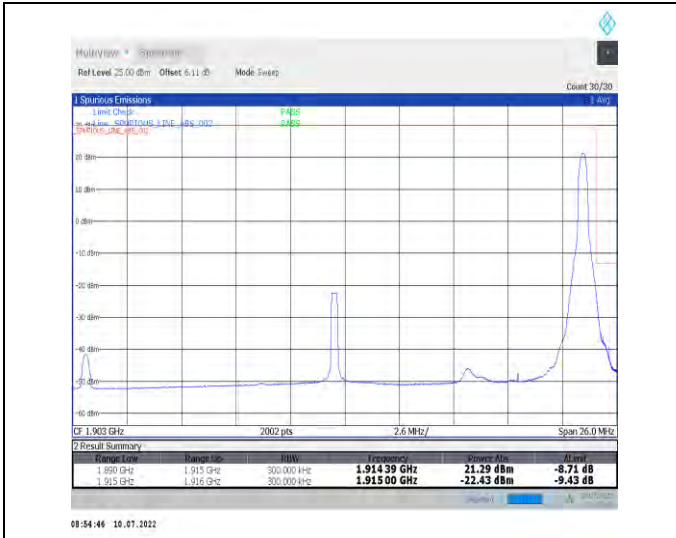 MultiView Spectrum
Ref Level 25.00 dBm Offset 6.11 dB Mode Sweep
Count 30/30
1 Spurious Emissions
1 Avg
Limit Check PASS
Line _SPURIOUS_LINE_ABS_002 PASS
20 dBm
10 dBm
0 dBm
-10 dBm
-20 dBm
-30 dBm
-50 dBm
-60 dBm
CF 1.903 GHz 2002 pts 2.6 MHz/ Span 26.0 MHz
2 Result Summary
Range Low Range Up RBW Frequency Power Abs ΔLimit
1.890 GHz 1.915 GHz 300.000 kHz 1.914 39 GHz 21.29 dBm -8.71 dB
1.915 GHz 1.916 GHz 300.000 kHz 1.915 00 GHz -22.43 dBm -9.43 dB
08:54:46 10.07.2022